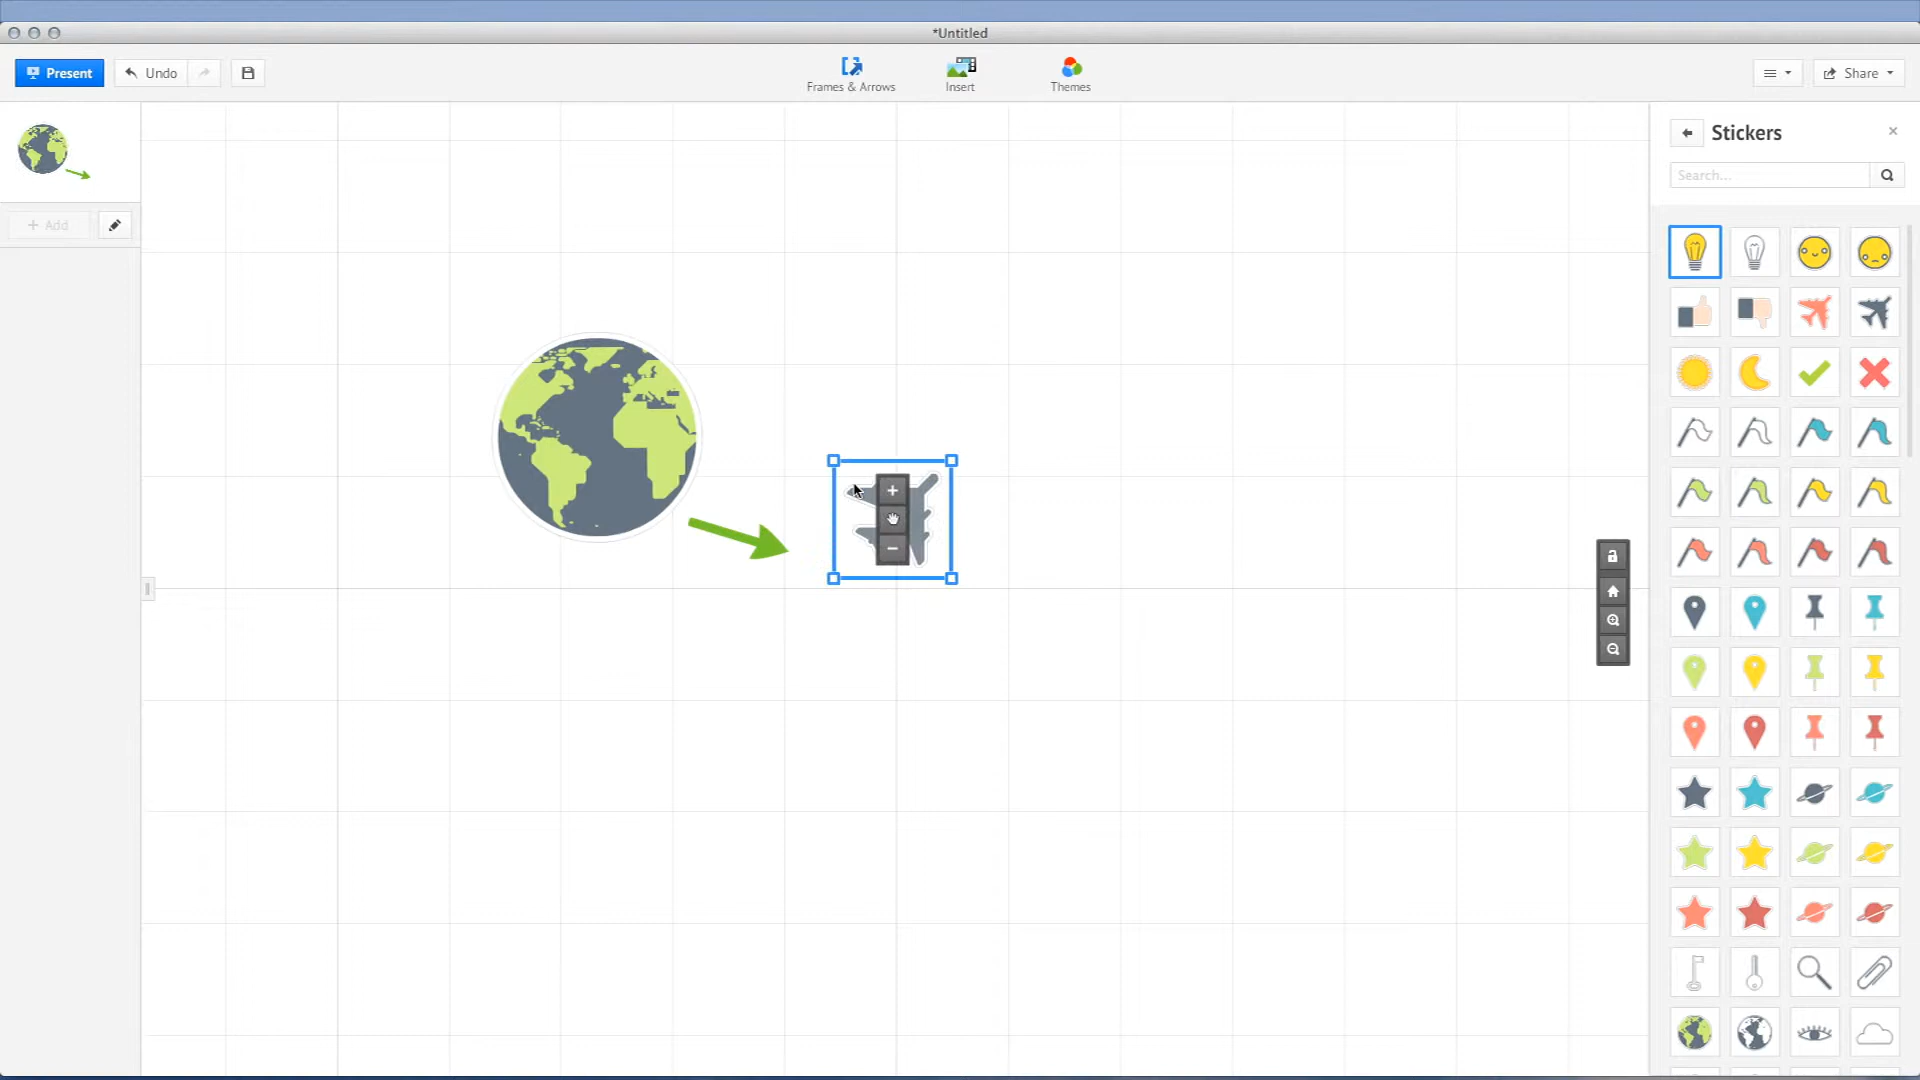 *Untitled
Present
Undo
Frames & Arrows
Insert
Themes
Share
Stickers
Search...
+ Add